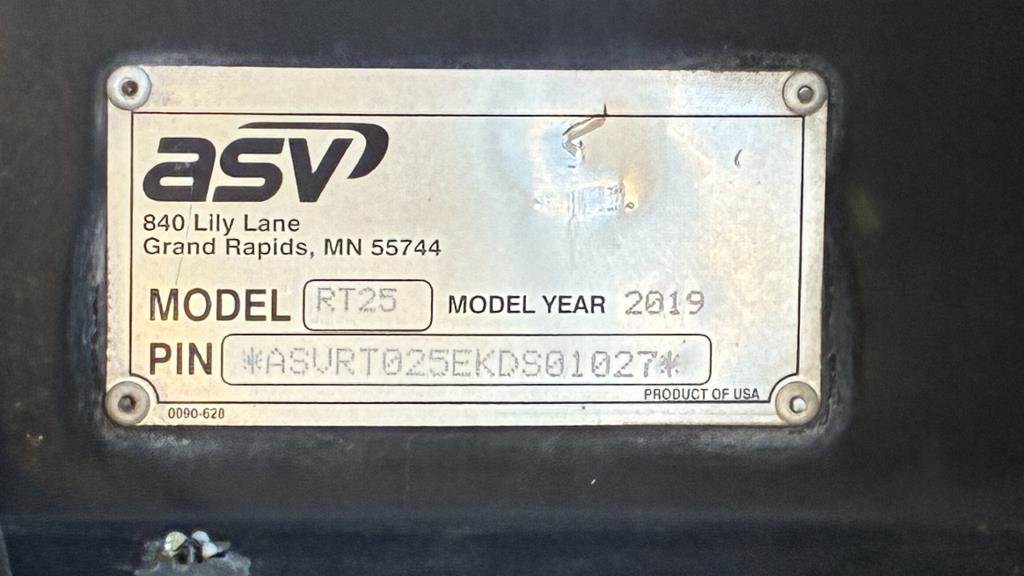 asv
840 Lily Lane
Grand Rapids, MN 55744
MODEL RT25 MODEL YEAR 2019
PIN *ASVRT025EKDS01027*
PRODUCT OF USA
0090-620